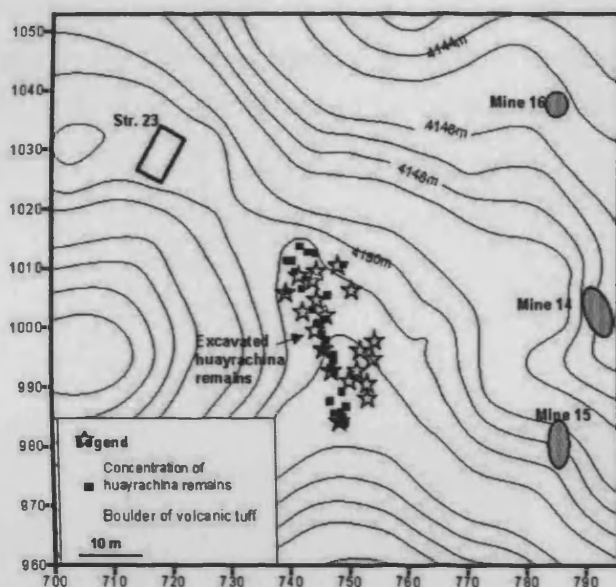 1050
1040
1030
1020
1010
1000
990
980
970
960
700
710
720
730
740
750
760
770
780
790
4144m
4146m
4148m
4150m
Str. 23
Mine 16
Mine 14
Mine 15
Excavated
huayrachina
remains
Legend
Concentration of
huayrachina remains
Boulder of volcanic tuff
10 m